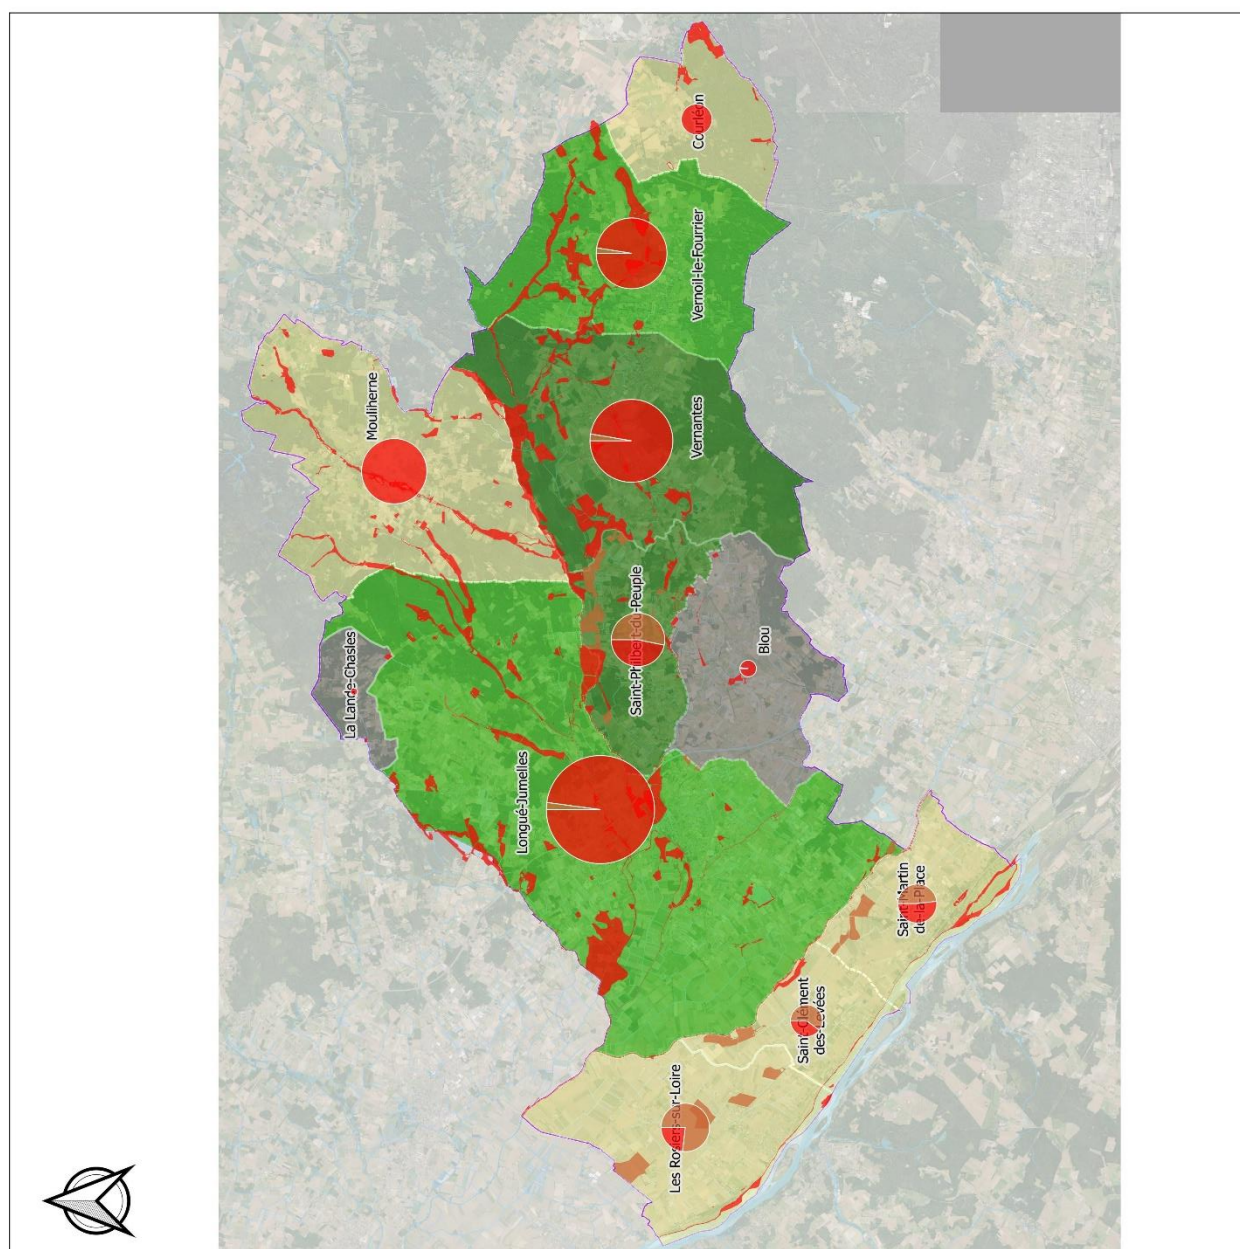 Courléon
Vernoil-le-Fourrier
Mouliherne
Vernantes
Saint-Philbert-du-Peuple
La Lande-Chasles
Blou
Longué-Jumelles
Saint-Martin
de-la-Place
Saint-Clément
des-Levées
Les Rosiers-sur-Loire